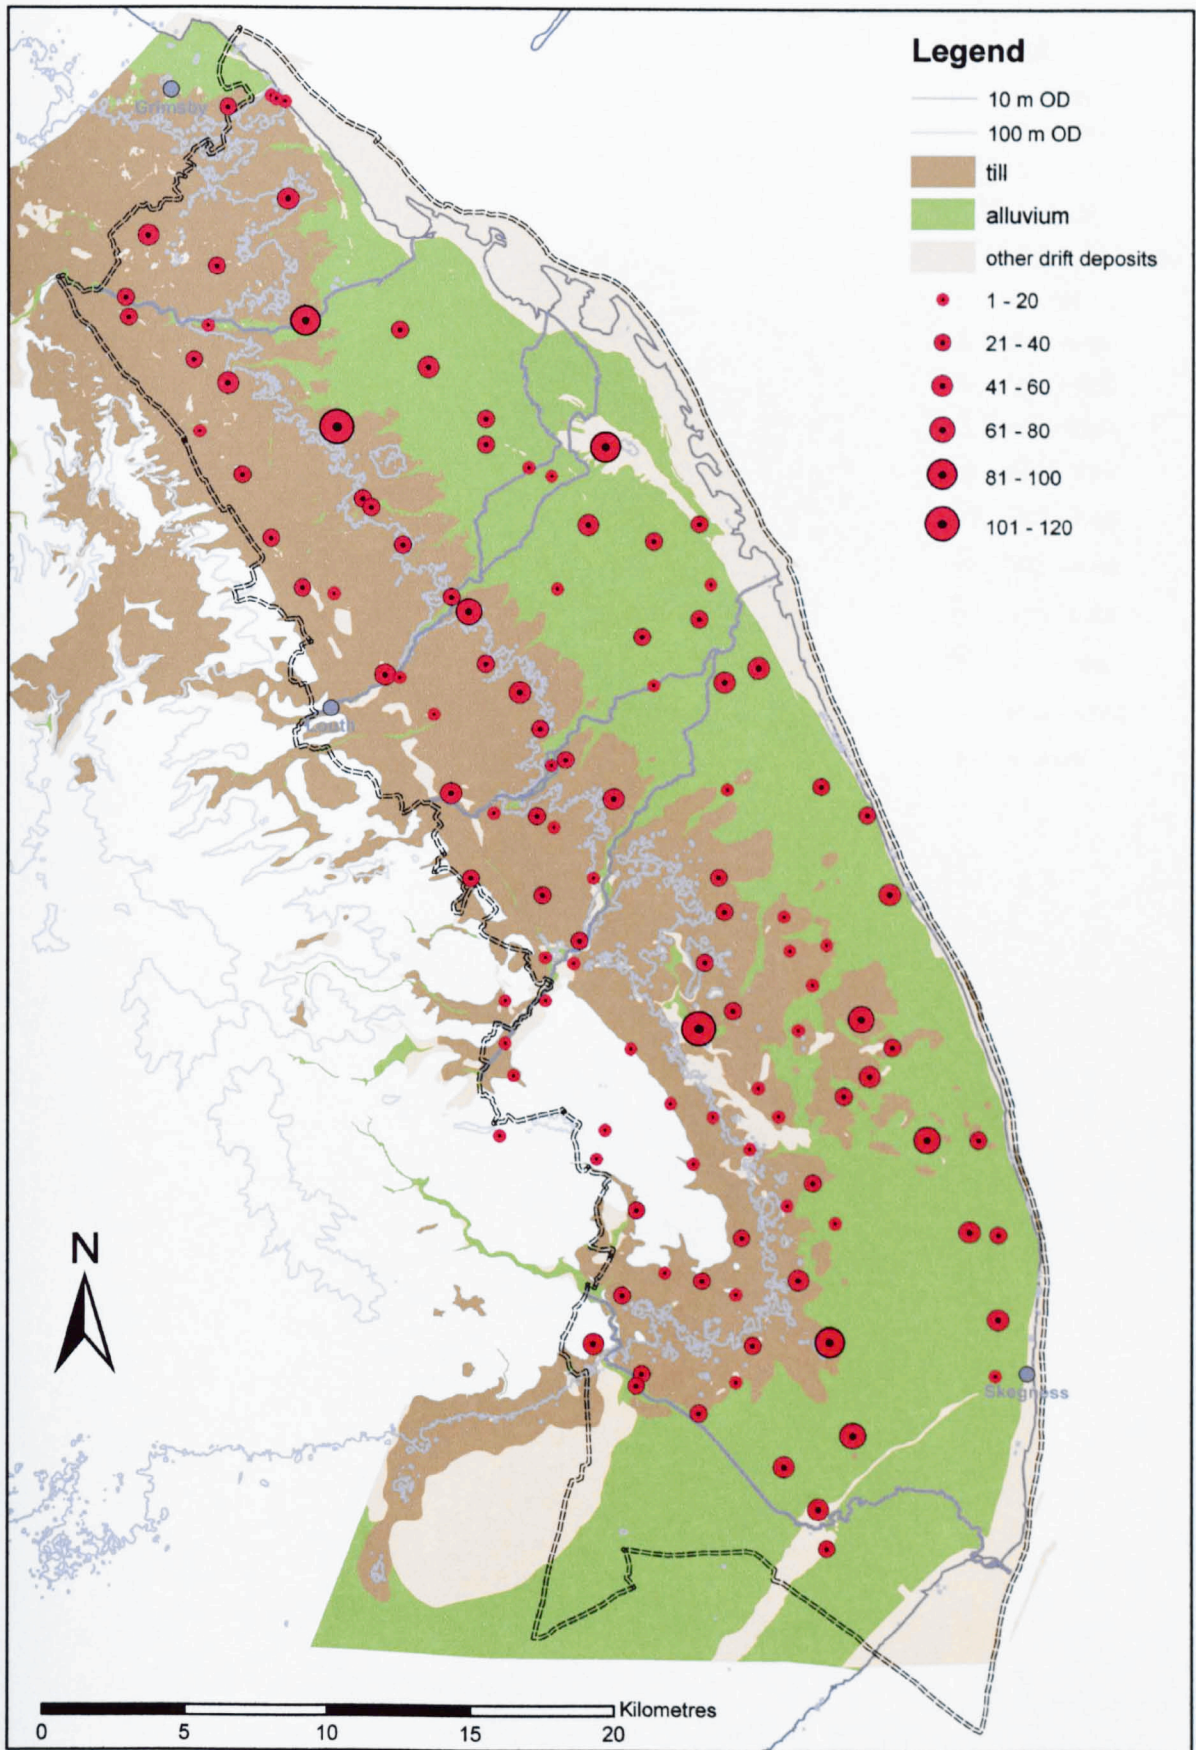 Legend
10 m OD
100 m OD
till
alluvium
other drift deposits
1 - 20
21 - 40
41 - 60
61 - 80
81 - 100
101 - 120
Grimsby
Louth
Skegness
N
Kilometres
0 5 10 15 20